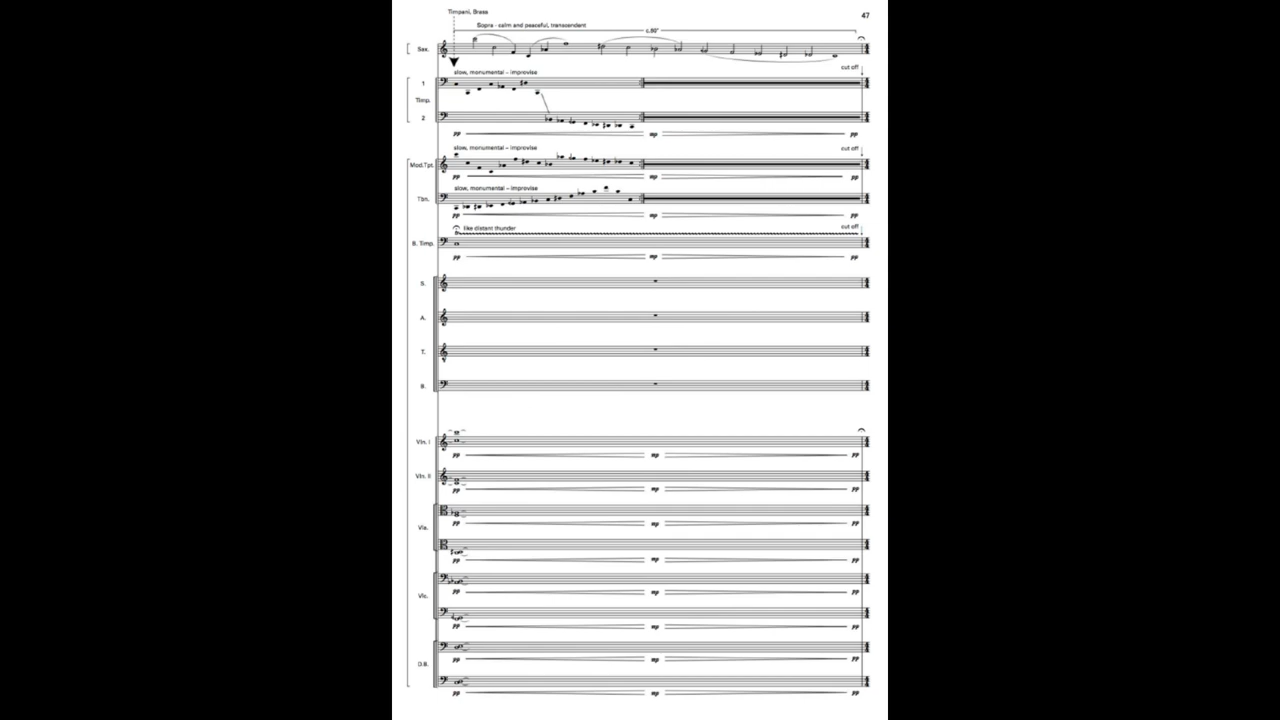 Timpani, Brass
47
Sopra - calm and peaceful, transcendent
c.60"
Sax.
cut off
slow, monumental – improvise
1
Timp.
2
pp mp pp
slow, monumental – improvise
cut off
Mod.Tpt.
pp mp pp
slow, monumental – improvise
Tbn.
pp mp pp
like distant thunder
cut off
B. Timp.
pp mp pp
S.
A.
T.
B.
Vln. I
pp mp pp
Vln. II
pp mp pp
Vla.
pp mp pp
pp mp pp
Vlc.
pp mp pp
pp mp pp
D.B.
pp mp pp
pp mp pp